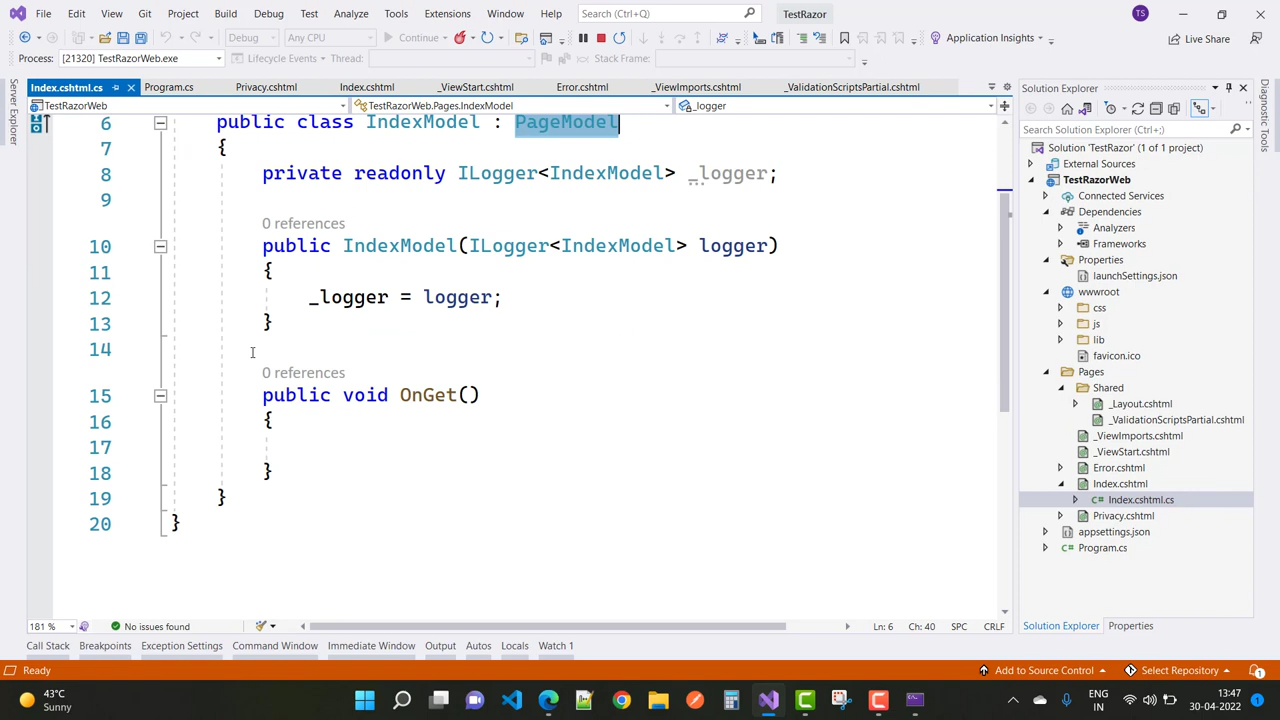 File Edit View Git Project Build Debug Test Analyze Tools Extensions Window Help Search (Ctrl+Q) TestRazor TS
Debug Any CPU Continue Application Insights Live Share
Process: [21320] TestRazorWeb.exe Lifecycle Events Thread: Stack Frame:
Server Explorer
Index.cshtml.cs Program.cs Privacy.cshtml Index.cshtml _ViewStart.cshtml Error.cshtml _ViewImports.cshtml _ValidationScriptsPartial.cshtml
TestRazorWeb TestRazorWeb.Pages.IndexModel _logger
6 public class IndexModel : PageModel
7 {
8 private readonly ILogger<IndexModel> _logger;
9
0 references
10 public IndexModel(ILogger<IndexModel> logger)
11 {
12 _logger = logger;
13 }
14
0 references
15 public void OnGet()
16 {
17
18 }
19 }
20 }
181 % No issues found Ln: 6 Ch: 40 SPC CRLF
Solution Explorer
Search Solution Explorer (Ctrl+;)
Solution 'TestRazor' (1 of 1 project)
External Sources
TestRazorWeb
Connected Services
Dependencies
Analyzers
Frameworks
Properties
launchSettings.json
wwwroot
css
js
lib
favicon.ico
Pages
Shared
_Layout.cshtml
_ValidationScriptsPartial.cshtml
_ViewImports.cshtml
_ViewStart.cshtml
Error.cshtml
Index.cshtml
C# Index.cshtml.cs
Privacy.cshtml
appsettings.json
C# Program.cs
Solution Explorer Properties
Diagnostic Tools
Call Stack Breakpoints Exception Settings Command Window Immediate Window Output Autos Locals Watch 1
Ready Add to Source Control Select Repository 1
43°C
Sunny
ENG
IN
13:47
30-04-2022
1